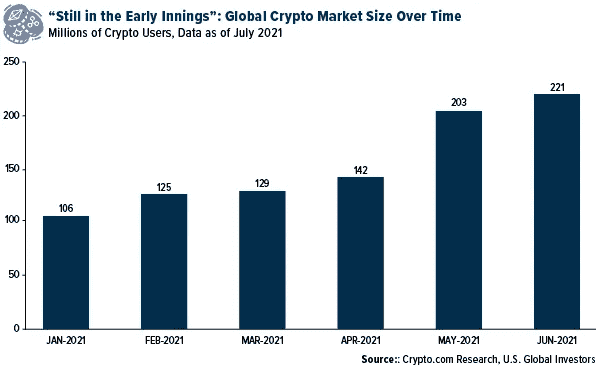 “Still in the Early Innings”: Global Crypto Market Size Over Time
Millions of Crypto Users, Data as of July 2021
250
200
150
100
50
0
106
125
129
142
203
221
JAN-2021
FEB-2021
MAR-2021
APR-2021
MAY-2021
JUN-2021
Source:: Crypto.com Research, U.S. Global Investors